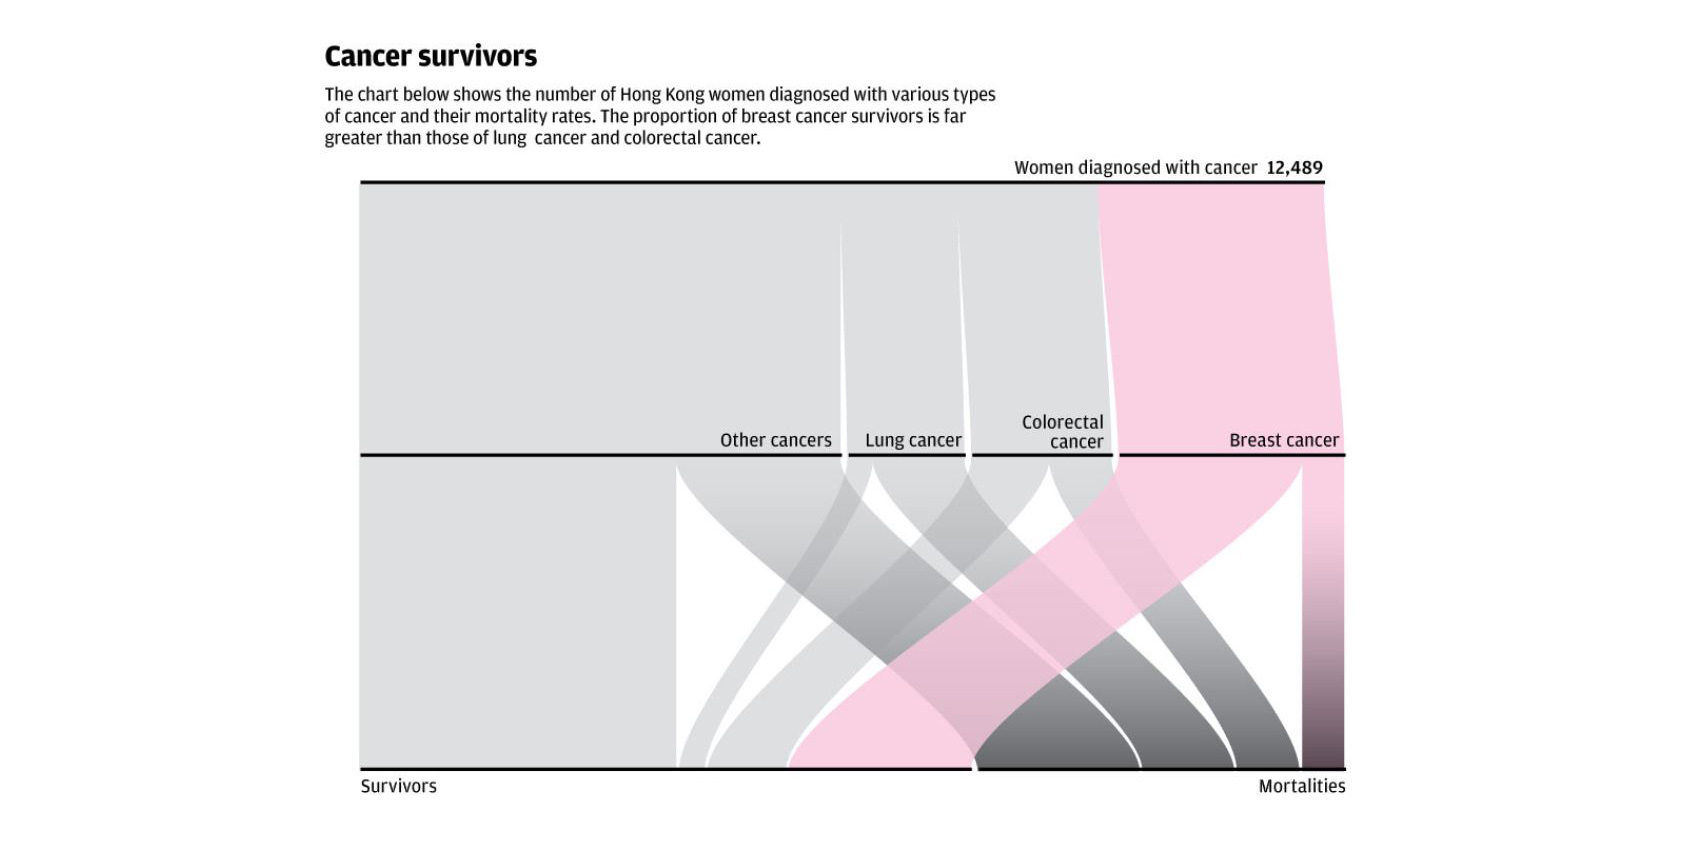 Cancer survivors
The chart below shows the number of Hong Kong women diagnosed with various types
of cancer and their mortality rates. The proportion of breast cancer survivors is far
greater than those of lung cancer and colorectal cancer.
Women diagnosed with cancer 12,489
Other cancers
Lung cancer
Colorectal
cancer
Breast cancer
Survivors
Mortalities